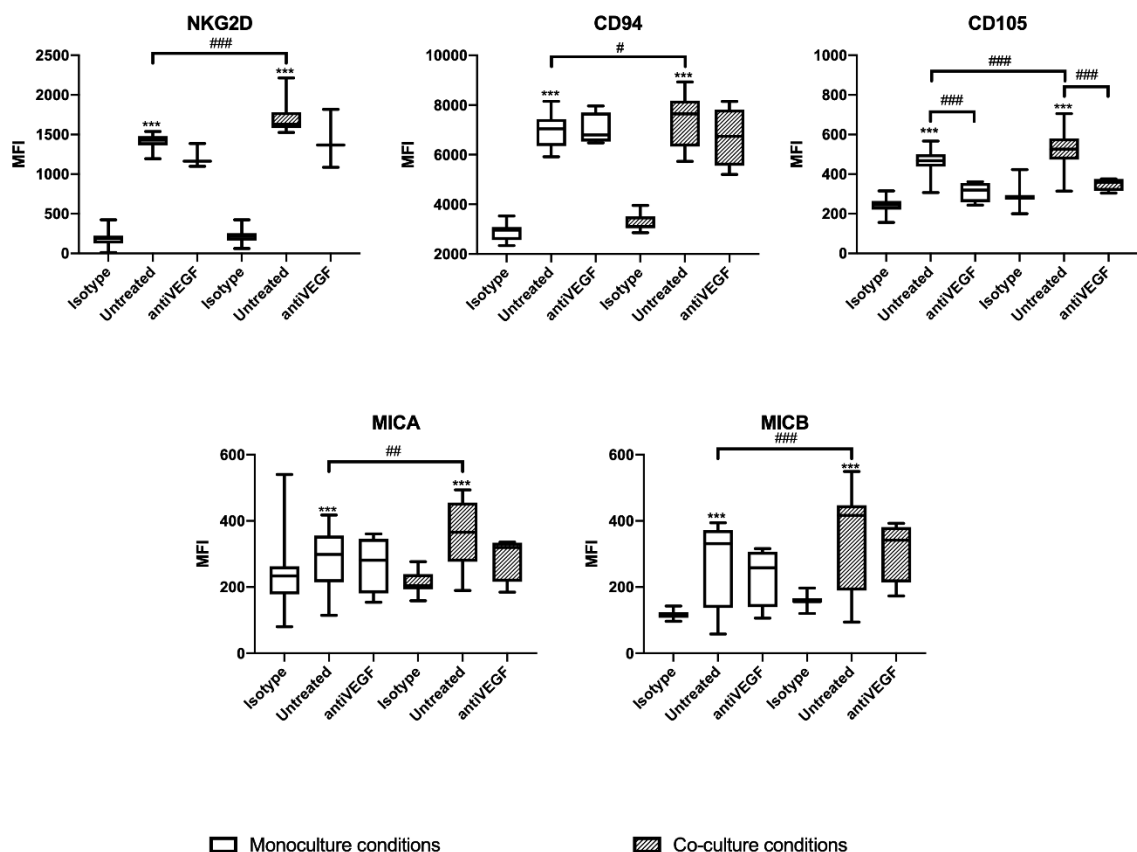 NKG2D
###
***
***
2500
2000
1500
1000
500
0
MFI
Isotype
Untreated
antiVEGF
Isotype
Untreated
antiVEGF
CD94
#
***
***
10000
8000
6000
4000
2000
MFI
Isotype
Untreated
antiVEGF
Isotype
Untreated
antiVEGF
CD105
###
###
###
***
***
1000
800
600
400
200
0
MFI
Isotype
Untreated
antiVEGF
Isotype
Untreated
antiVEGF
MICA
##
***
***
600
400
200
0
MFI
Isotype
Untreated
antiVEGF
Isotype
Untreated
antiVEGF
MICB
###
***
***
600
400
200
0
MFI
Isotype
Untreated
antiVEGF
Isotype
Untreated
antiVEGF
Monoculture conditions
Co-culture conditions